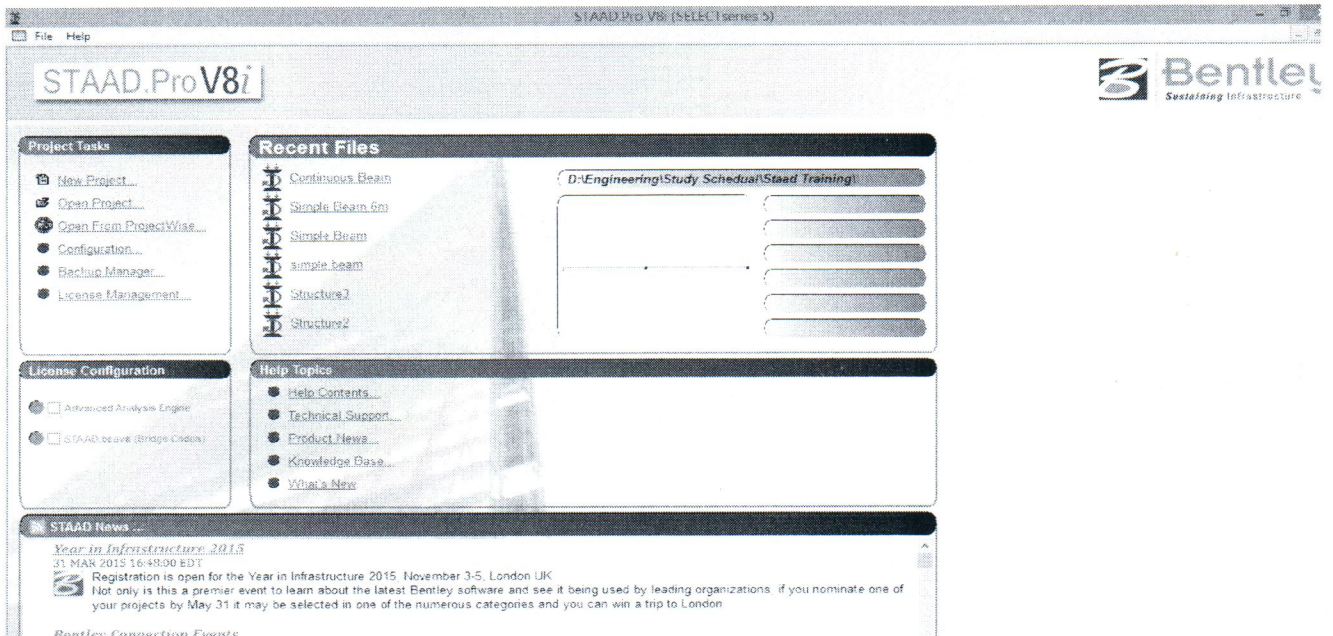 STAAD.Pro V8i (SELECTseries 5)
File Help
STAAD.Pro V8i
Bentley
Sustaining Infrastructure
Project Tasks
New Project...
Open Project...
Open From ProjectWise...
Configuration...
Backup Manager...
License Management...
Recent Files
Continuous Beam
Simple Beam 6m
Simple Beam
simple beam
Structure3
Structure2
D:\Engineering\Study Schedual\Staad Training\
License Configuration
Advanced Analysis Engine
STAAD.beava (Bridge Codes)
Help Topics
Help Contents...
Technical Support...
Product News...
Knowledge Base...
What's New
STAAD News ...
Year in Infrastructure 2015
31 MAR 2015 16:48:00 EDT
Registration is open for the Year in Infrastructure 2015, November 3-5, London UK
Not only is this a premier event to learn about the latest Bentley software and see it being used by leading organizations, if you nominate one of
your projects by May 31 it may be selected in one of the numerous categories and you can win a trip to London
Bentley Connection Events